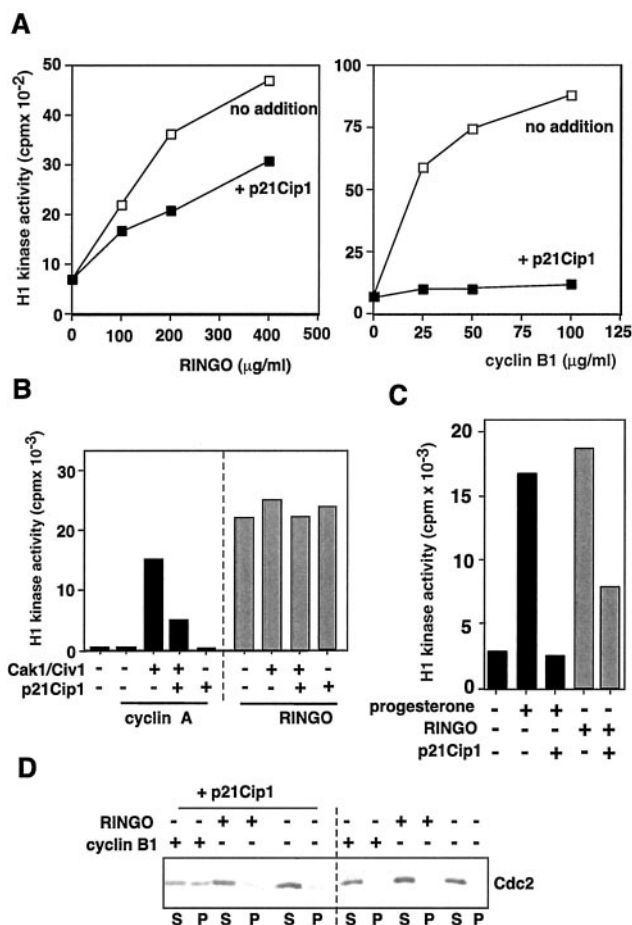 A
H1 kinase activity (cpmx 10-2)
50
40
30
20
10
0
no addition
+ p21Cip1
0 100 200 300 400 500
RINGO (µg/ml)
100
75
50
25
0
no addition
+ p21Cip1
0 25 50 75 100 125
cyclin B1 (µg/ml)
B
H1 kinase activity (cpmx 10-3)
30
20
10
0
Cak1/Civ1 - - + + - - + + -
p21Cip1 - - - + + - - + +
cyclin A RINGO
C
H1 kinase activity (cpm x 10-3)
20
15
10
5
0
progesterone - + + - -
RINGO - - - + +
p21Cip1 - - + - +
D
+ p21Cip1
RINGO - - + + - - - - + + - -
cyclin B1 + + - - - - + + - - - -
Cdc2
S P S P S P S P S P S P